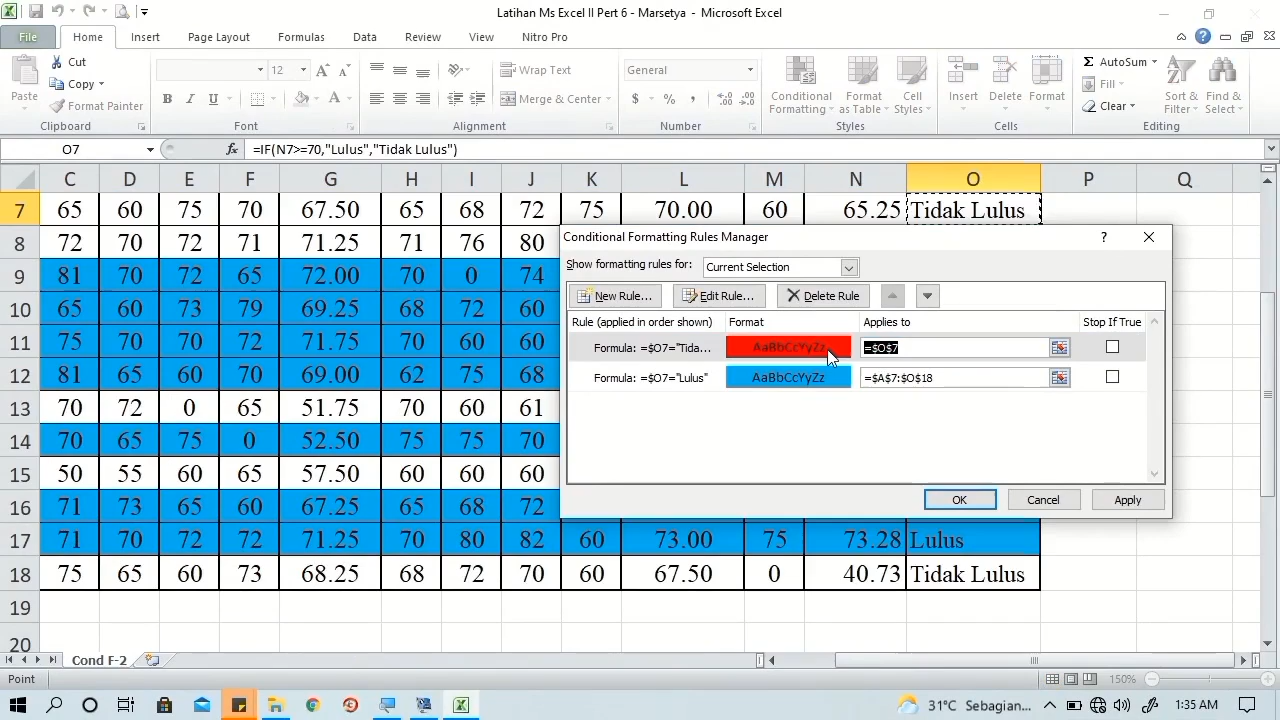 Latihan Ms Excel II Pert 6 - Marsetya - Microsoft Excel
File Home Insert Page Layout Formulas Data Review View Nitro Pro
Cut
Copy
Format Painter
Paste
Clipboard
12
Font
Wrap Text
Merge & Center
Alignment
General
Number
Conditional Formatting
Format as Table
Cell Styles
Styles
Insert Delete Format
Cells
AutoSum
Fill
Clear
Sort & Filter
Find & Select
Editing
O7 fx =IF(N7>=70,"Lulus","Tidak Lulus")
C D E F G H I J K L M N O P Q
7 65 60 75 70 67.50 65 68 72 75 70.00 60 65.25 Tidak Lulus
8 72 70 72 71 71.25 71 76 80
9 81 70 72 65 72.00 70 0 74
10 65 60 73 79 69.25 68 72 60
11 75 70 70 72 71.75 70 60 60
12 81 65 60 70 69.00 62 75 68
13 70 72 0 65 51.75 70 60 61
14 70 65 75 0 52.50 75 75 70
15 50 55 60 65 57.50 60 60 60
16 71 73 65 60 67.25 65 68 72
17 71 70 72 72 71.25 70 80 82 60 73.00 75 73.28 Lulus
18 75 65 60 73 68.25 68 72 70 60 67.50 0 40.73 Tidak Lulus
19
20
Conditional Formatting Rules Manager
Show formatting rules for: Current Selection
New Rule... Edit Rule... Delete Rule
Rule (applied in order shown) Format Applies to Stop If True
Formula: =$O7="Tida... AaBbCcYyZz =$O$7
Formula: =$O7="Lulus" AaBbCcYyZz =$A$7:$O$18
OK Cancel Apply
Cond F-2
Point 150%
31°C Sebagian... 1:35 AM